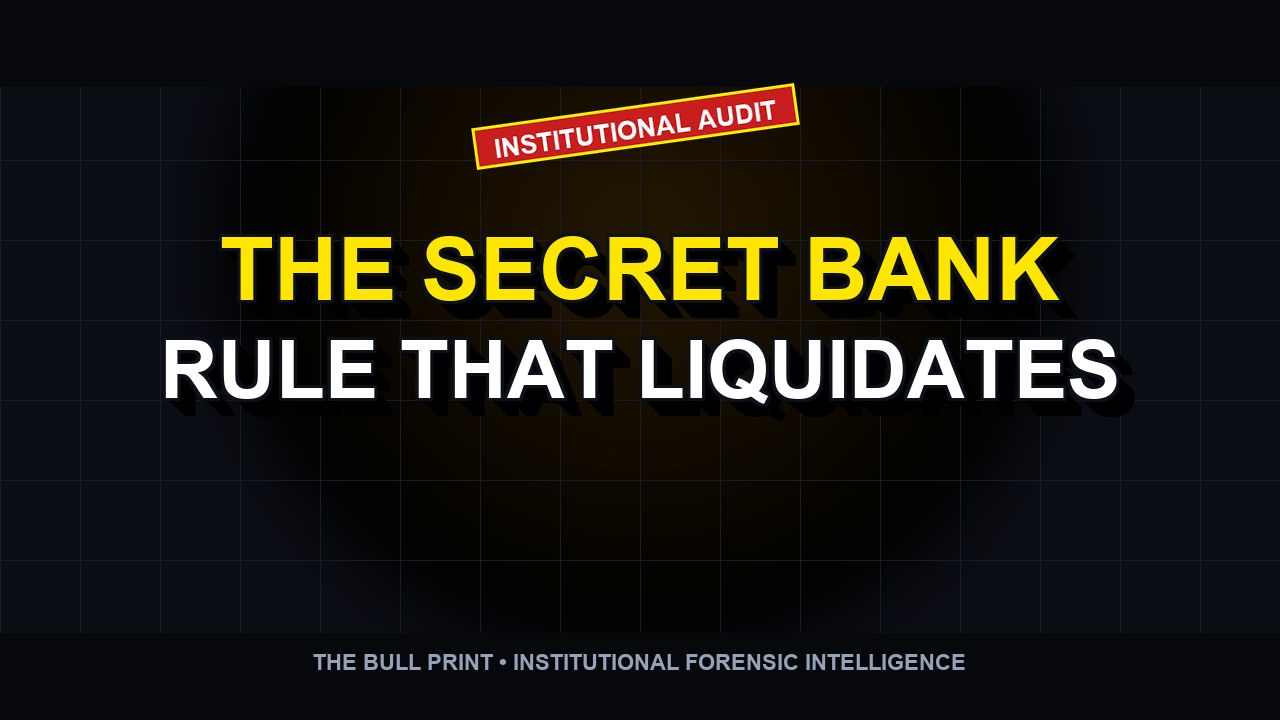 INSTITUTIONAL AUDIT
THE SECRET BANK
RULE THAT LIQUIDATES
THE BULL PRINT • INSTITUTIONAL FORENSIC INTELLIGENCE